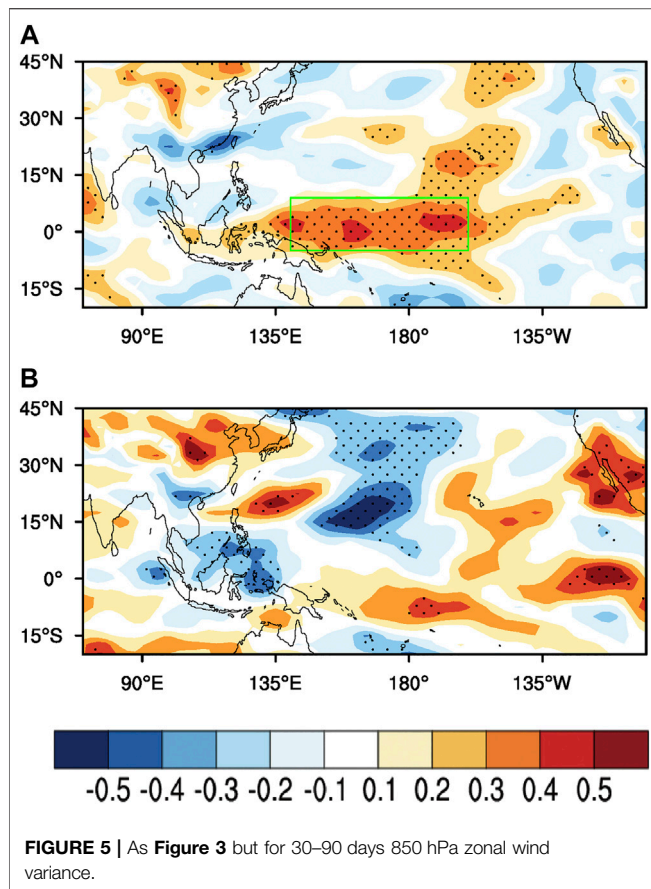 A
45°N
30°N
15°N
0°
15°S
90°E 135°E 180° 135°W
B
45°N
30°N
15°N
0°
15°S
90°E 135°E 180° 135°W
-0.5 -0.4 -0.3 -0.2 -0.1 0.1 0.2 0.3 0.4 0.5
FIGURE 5 | As Figure 3 but for 30–90 days 850 hPa zonal wind
variance.